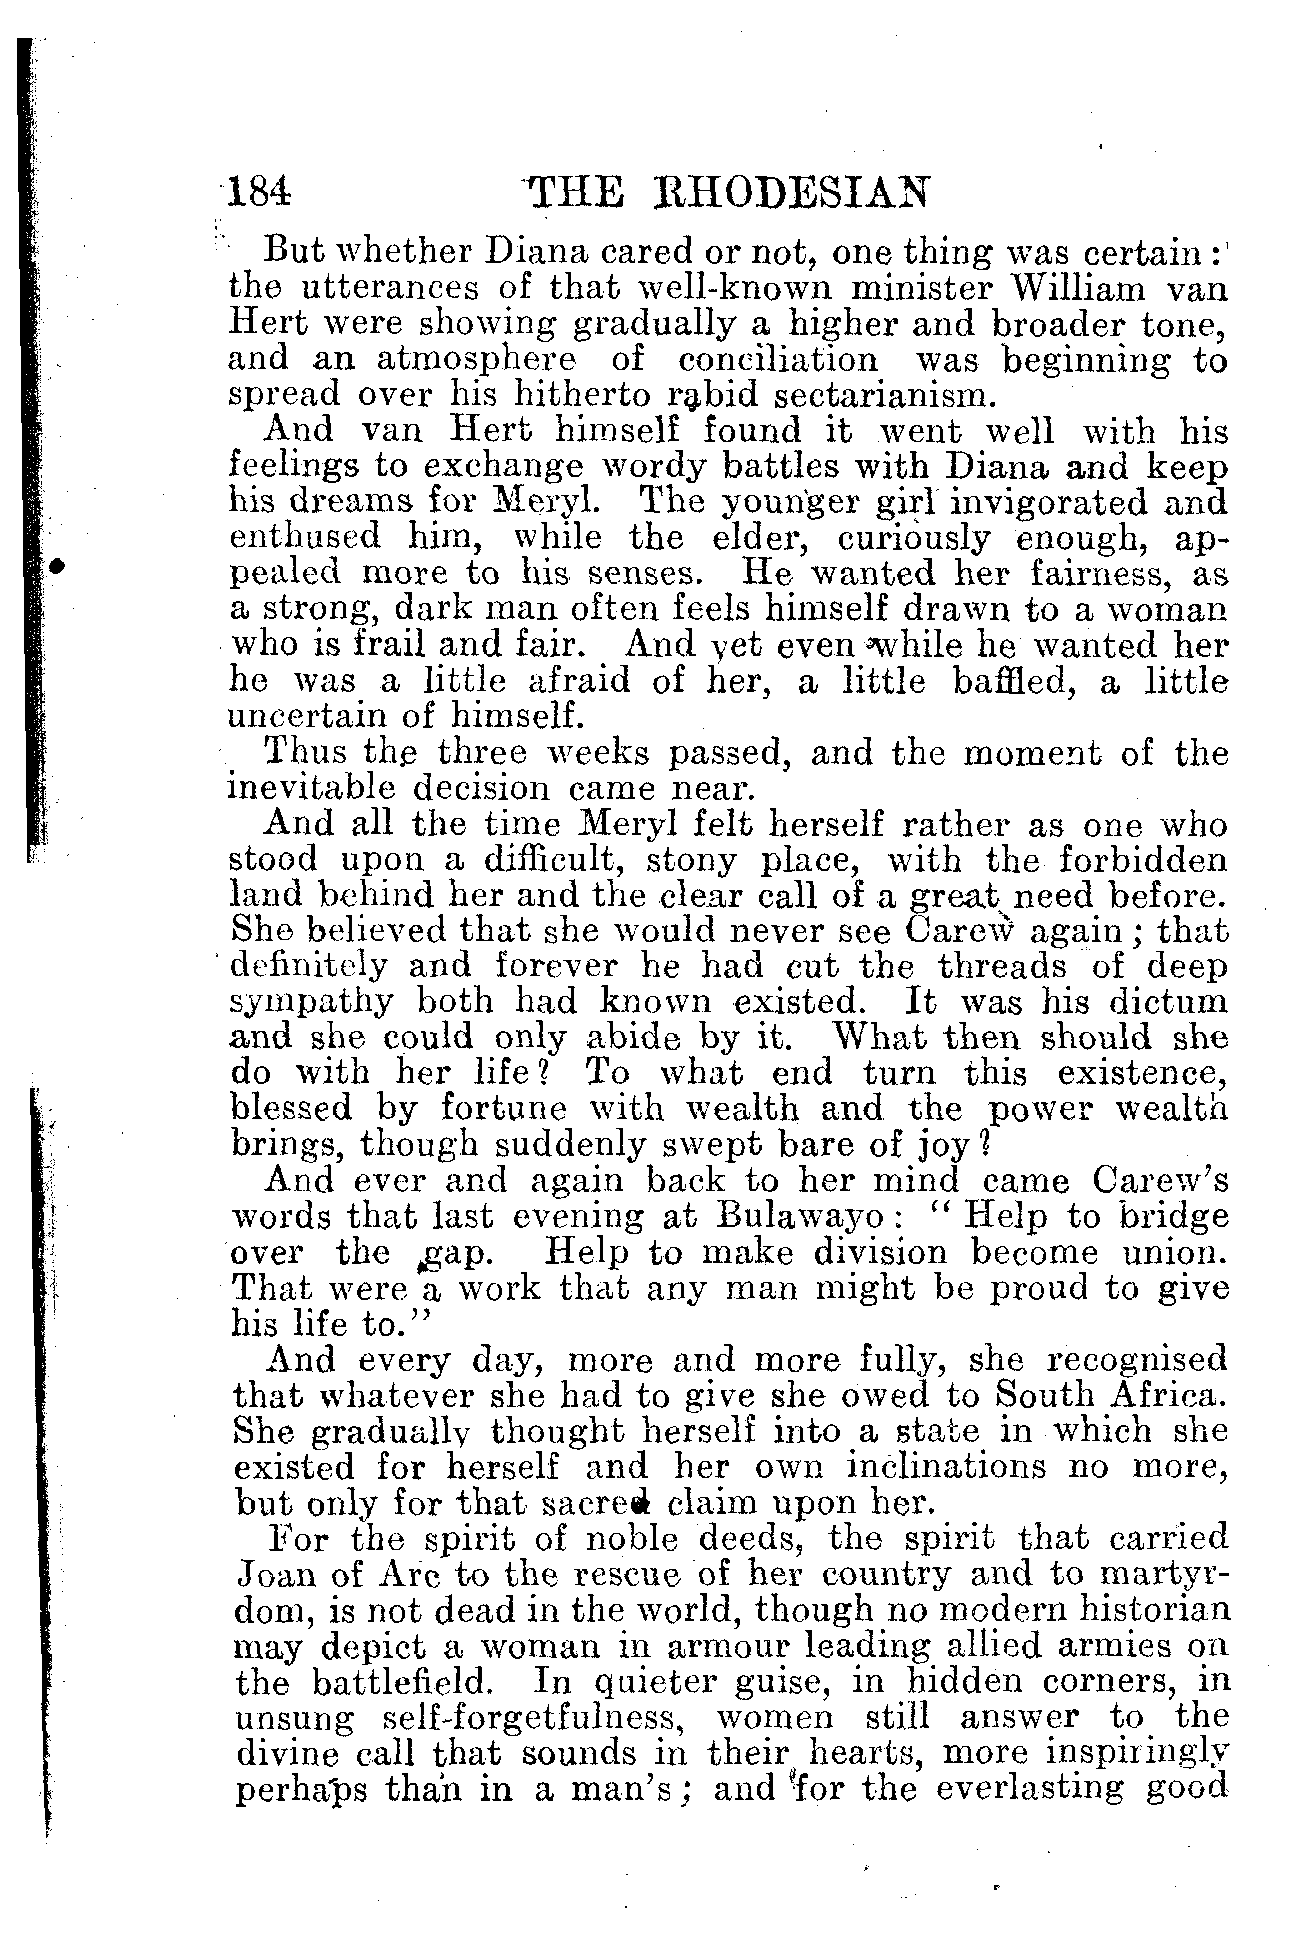 184 THE RHODESIAN
But whether Diana cared or not, one thing was certain :
the utterances of that well-known minister William van
Hert were showing gradually a higher and broader tone,
and an atmosphere of conciliation was beginning to
spread over his hitherto rabid sectarianism.
And van Hert himself found it went well with his
feelings to exchange wordy battles with Diana and keep
his dreams for Meryl. The younger girl invigorated and
enthused him, while the elder, curiously enough, ap-
pealed more to his senses. He wanted her fairness, as
a strong, dark man often feels himself drawn to a woman
who is frail and fair. And yet even while he wanted her
he was a little afraid of her, a little baffled, a little
uncertain of himself.
Thus the three weeks passed, and the moment of the
inevitable decision came near.
And all the time Meryl felt herself rather as one who
stood upon a difficult, stony place, with the forbidden
land behind her and the clear call of a great need before.
She believed that she would never see Carew again ; that
definitely and forever he had cut the threads of deep
sympathy both had known existed. It was his dictum
and she could only abide by it. What then should she
do with her life? To what end turn this existence,
blessed by fortune with wealth and the power wealth
brings, though suddenly swept bare of joy?
And ever and again back to her mind came Carew's
words that last evening at Bulawayo : " Help to bridge
over the gap. Help to make division become union.
That were a work that any man might be proud to give
his life to."
And every day, more and more fully, she recognised
that whatever she had to give she owed to South Africa.
She gradually thought herself into a state in which she
existed for herself and her own inclinations no more,
but only for that sacred claim upon her.
For the spirit of noble deeds, the spirit that carried
Joan of Arc to the rescue of her country and to martyr-
dom, is not dead in the world, though no modern historian
may depict a woman in armour leading allied armies on
the battlefield. In quieter guise, in hidden corners, in
unsung self-forgetfulness, women still answer to the
divine call that sounds in their hearts, more inspiringly
perhaps than in a man's ; and for the everlasting good